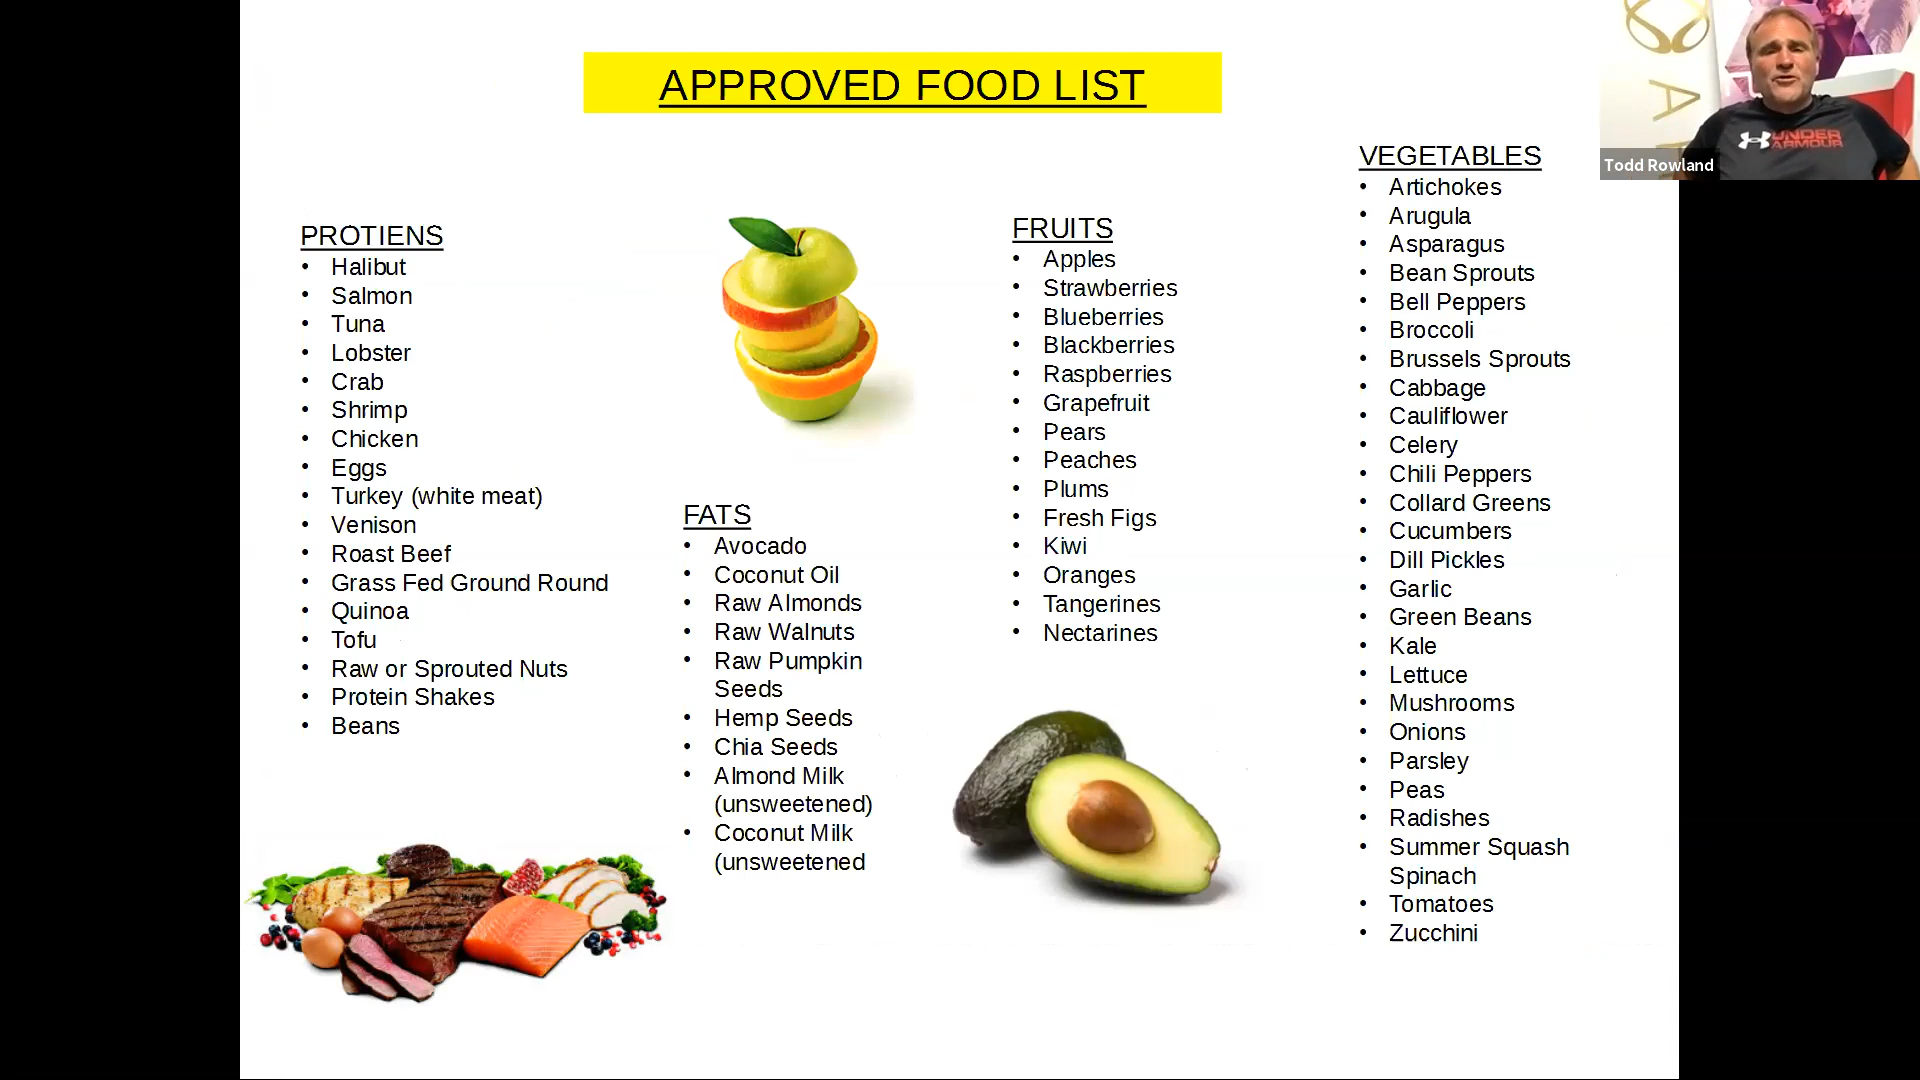 APPROVED FOOD LIST
PROTIENS
• Halibut
• Salmon
• Tuna
• Lobster
• Crab
• Shrimp
• Chicken
• Eggs
• Turkey (white meat)
• Venison
• Roast Beef
• Grass Fed Ground Round
• Quinoa
• Tofu
• Raw or Sprouted Nuts
• Protein Shakes
• Beans
FATS
• Avocado
• Coconut Oil
• Raw Almonds
• Raw Walnuts
• Raw Pumpkin
Seeds
• Hemp Seeds
• Chia Seeds
• Almond Milk
(unsweetened)
• Coconut Milk
(unsweetened
FRUITS
• Apples
• Strawberries
• Blueberries
• Blackberries
• Raspberries
• Grapefruit
• Pears
• Peaches
• Plums
• Fresh Figs
• Kiwi
• Oranges
• Tangerines
• Nectarines
VEGETABLES
• Artichokes
• Arugula
• Asparagus
• Bean Sprouts
• Bell Peppers
• Broccoli
• Brussels Sprouts
• Cabbage
• Cauliflower
• Celery
• Chili Peppers
• Collard Greens
• Cucumbers
• Dill Pickles
• Garlic
• Green Beans
• Kale
• Lettuce
• Mushrooms
• Onions
• Parsley
• Peas
• Radishes
• Summer Squash
Spinach
• Tomatoes
• Zucchini
UNDER
ARMOUR
Todd Rowland